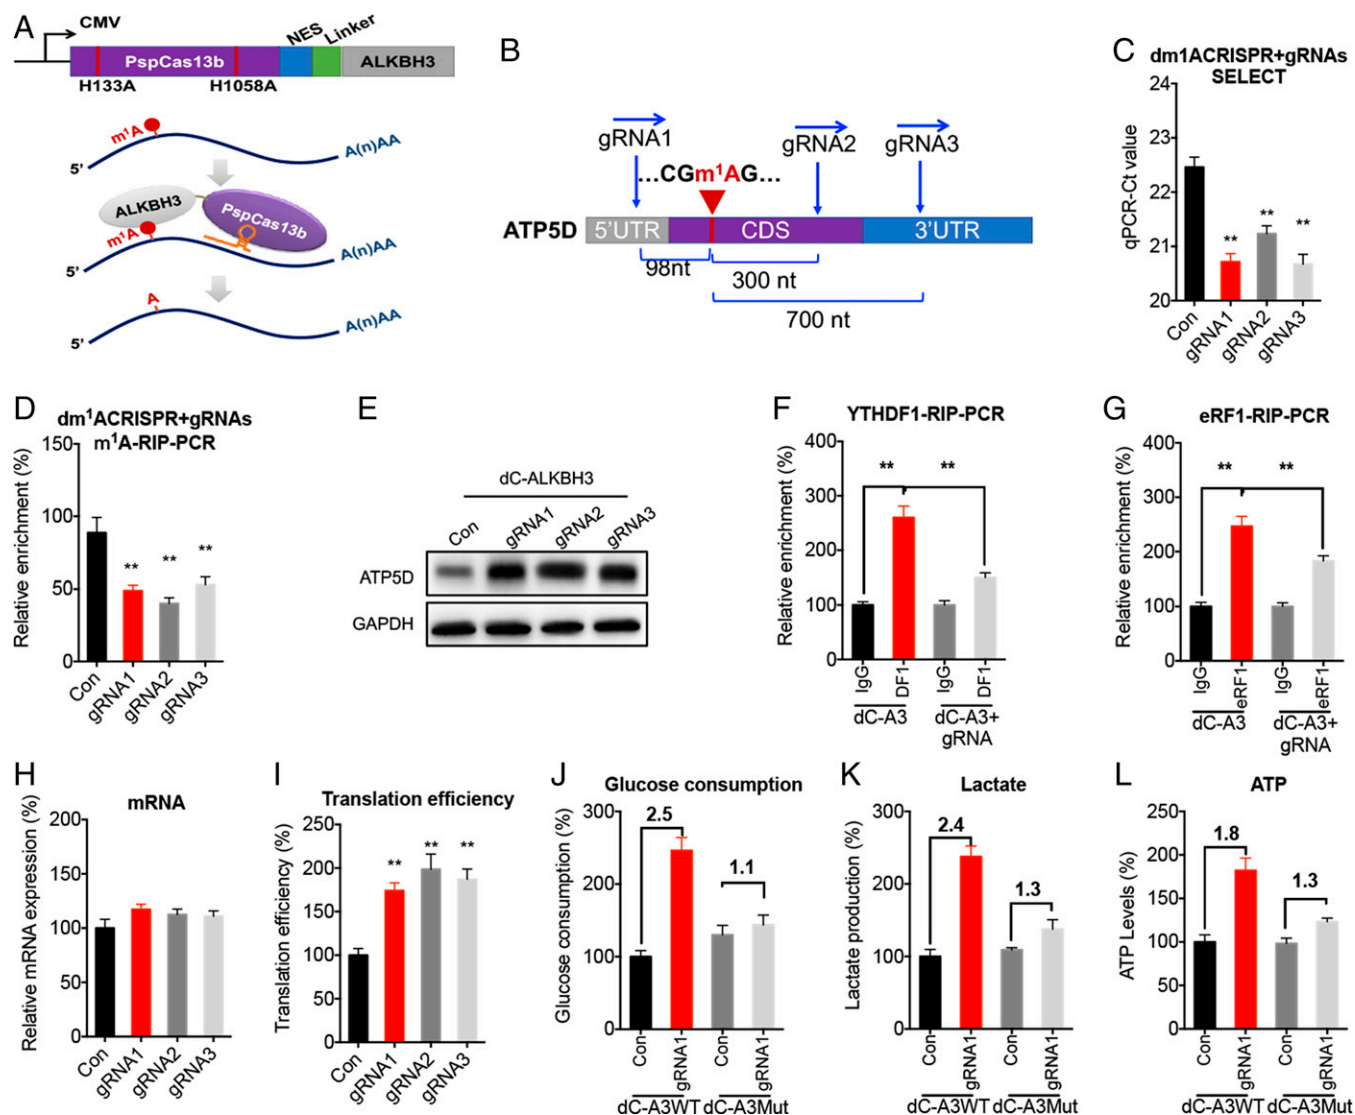 A
CMV
NES
Linker
PspCas13b
ALKBH3
H133A
H1058A
m¹A
5'
A(n)AA
ALKBH3
PspCas13b
m¹A
5'
A(n)AA
A
5'
A(n)AA
B
gRNA1
gRNA2
gRNA3
...CGm¹AG...
ATP5D
5'UTR
CDS
3'UTR
98nt
300 nt
700 nt
C
dm1ACRISPR+gRNAs
SELECT
qPCR-Ct value
24
23
22
21
20
**
**
**
Con
gRNA1
gRNA2
gRNA3
D
dm¹ACRISPR+gRNAs
m¹A-RIP-PCR
Relative enrichment (%)
150
100
50
0
**
**
**
Con
gRNA1
gRNA2
gRNA3
E
dC-ALKBH3
Con
gRNA1
gRNA2
gRNA3
ATP5D
GAPDH
F
YTHDF1-RIP-PCR
Relative enrichment (%)
400
300
200
100
0
**
**
IgG
DF1
IgG
DF1
dC-A3
dC-A3+
gRNA
G
eRF1-RIP-PCR
Relative enrichment (%)
400
300
200
100
0
**
**
IgG
eRF1
IgG
eRF1
dC-A3
dC-A3+
gRNA
H
mRNA
Relative mRNA expression (%)
200
150
100
50
0
Con
gRNA1
gRNA2
gRNA3
I
Translation efficiency
Translation efficiency (%)
250
200
150
100
50
0
**
**
**
Con
gRNA1
gRNA2
gRNA3
J
Glucose consumption
Glucose consumption (%)
300
200
100
0
2.5
1.1
Con
gRNA1
Con
gRNA1
dC-A3WT
dC-A3Mut
K
Lactate
Lactate production (%)
300
200
100
0
2.4
1.3
Con
gRNA1
Con
gRNA1
dC-A3WT
dC-A3Mut
L
ATP
ATP Levels (%)
250
200
150
100
50
0
1.8
1.3
Con
gRNA1
Con
gRNA1
dC-A3WT
dC-A3Mut